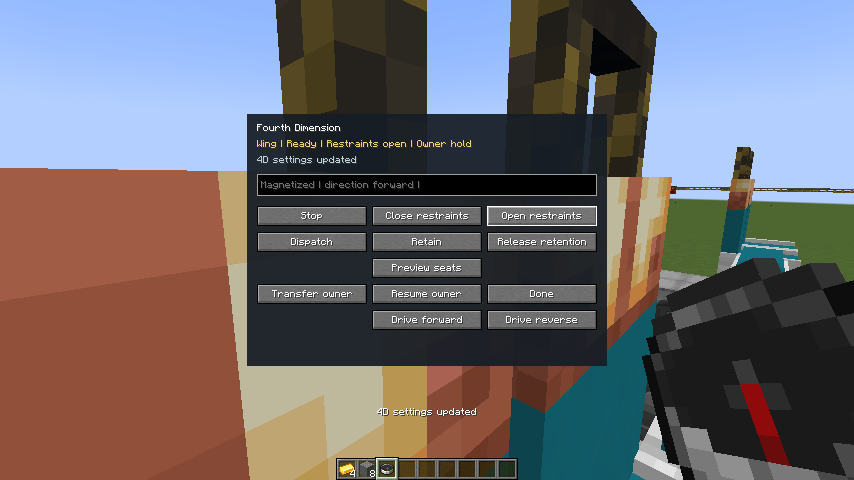 Fourth Dimension
Wing | Ready | Restraints open | Owner hold
4D settings updated
Magnetized | direction forward |
Stop
Close restraints
Open restraints
Dispatch
Retain
Release retention
Preview seats
Transfer owner
Resume owner
Done
Drive forward
Drive reverse
4D settings updated
4
8